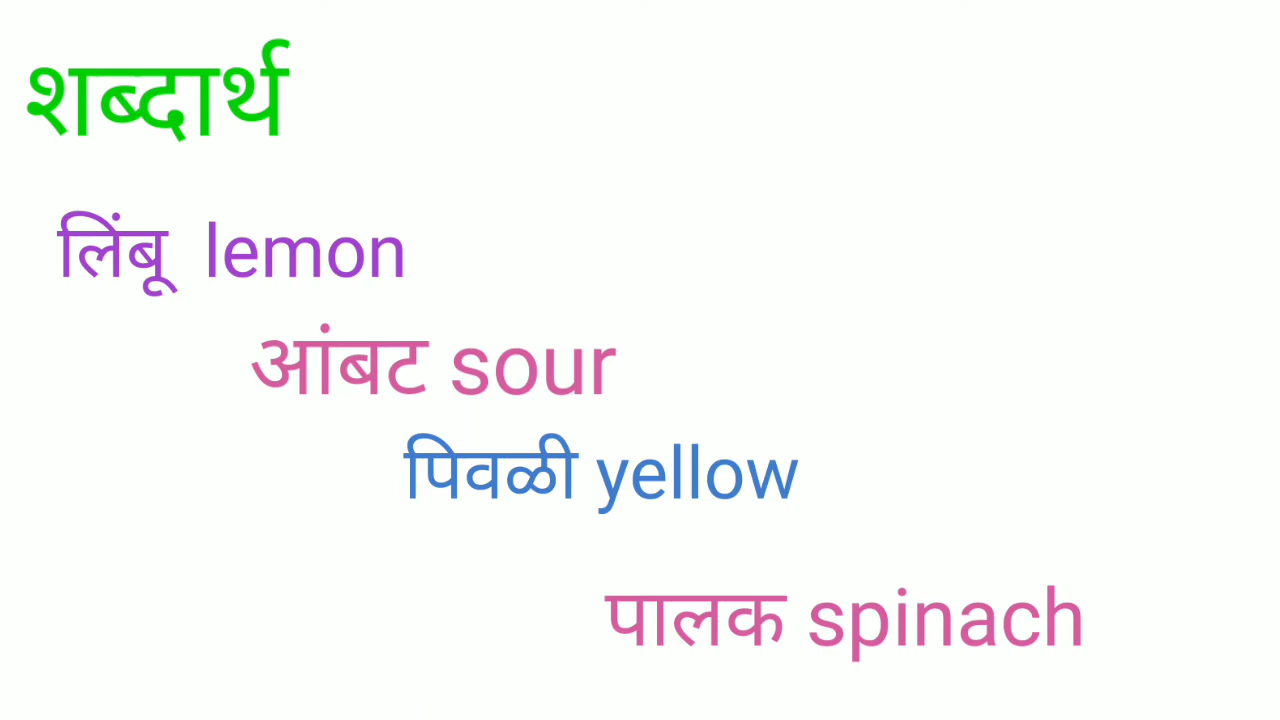 शब्दार्थ
लिंबू lemon
आंबट sour
पिवळी yellow
पालक spinach